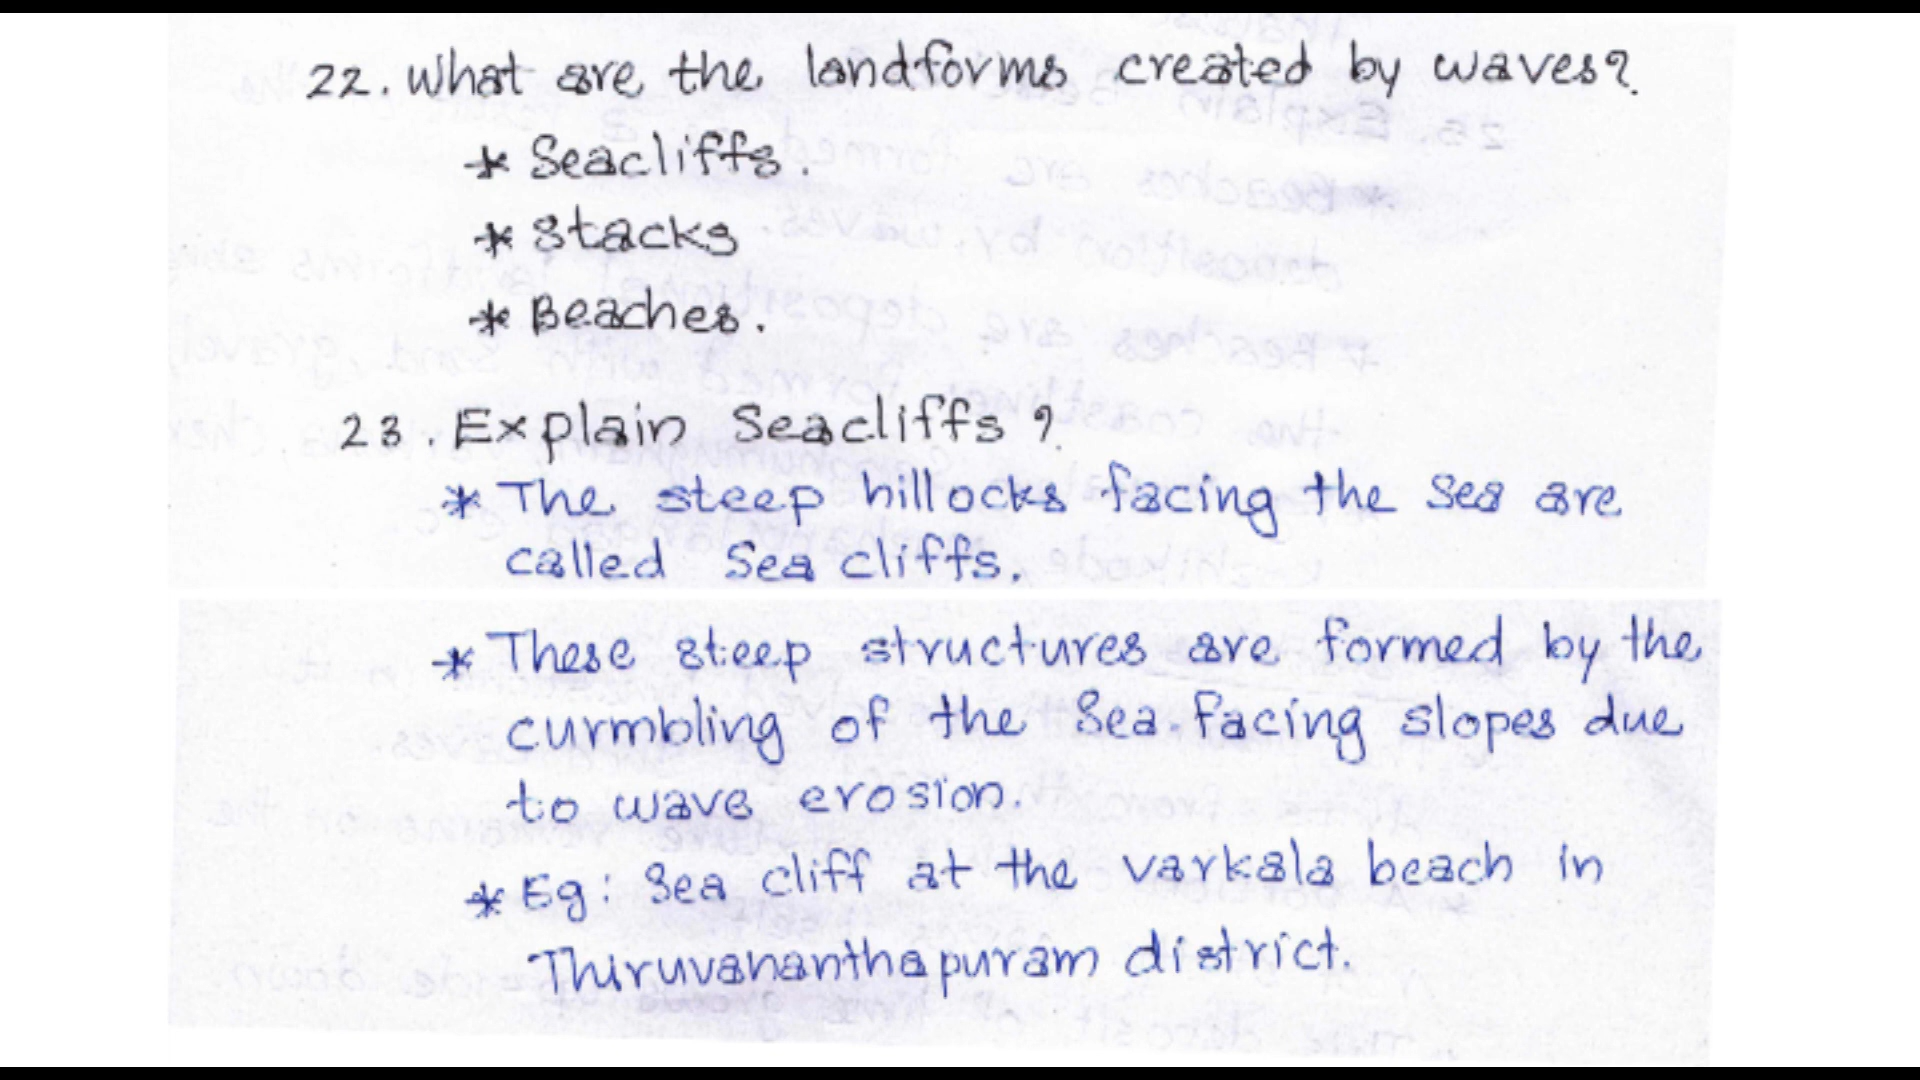 22. What are the landforms created by waves?
* Seacliffs.
* Stacks
* Beaches.
23. Explain Seacliffs?
* The steep hillocks facing the sea are
called Sea cliffs.
* These steep structures are formed by the
curmbling of the Sea.facing slopes due
to wave erosion.
* Eg: Sea cliff at the varkala beach in
Thiruvananthapuram district.